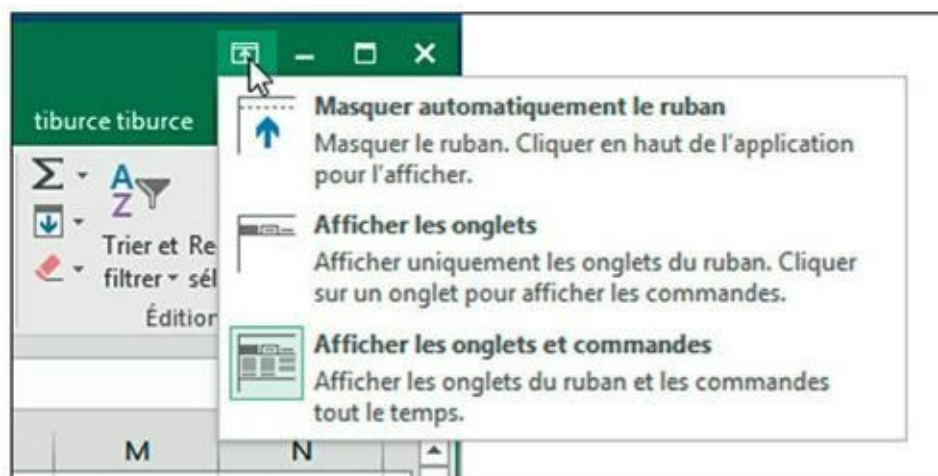 tiburce tiburce
Masquer automatiquement le ruban
Masquer le ruban. Cliquer en haut de l'application
pour l'afficher.
Afficher les onglets
Afficher uniquement les onglets du ruban. Cliquer
sur un onglet pour afficher les commandes.
Afficher les onglets et commandes
Afficher les onglets du ruban et les commandes
tout le temps.
Σ
A
Z
Trier et Re
filtrer sél
Édition
M N